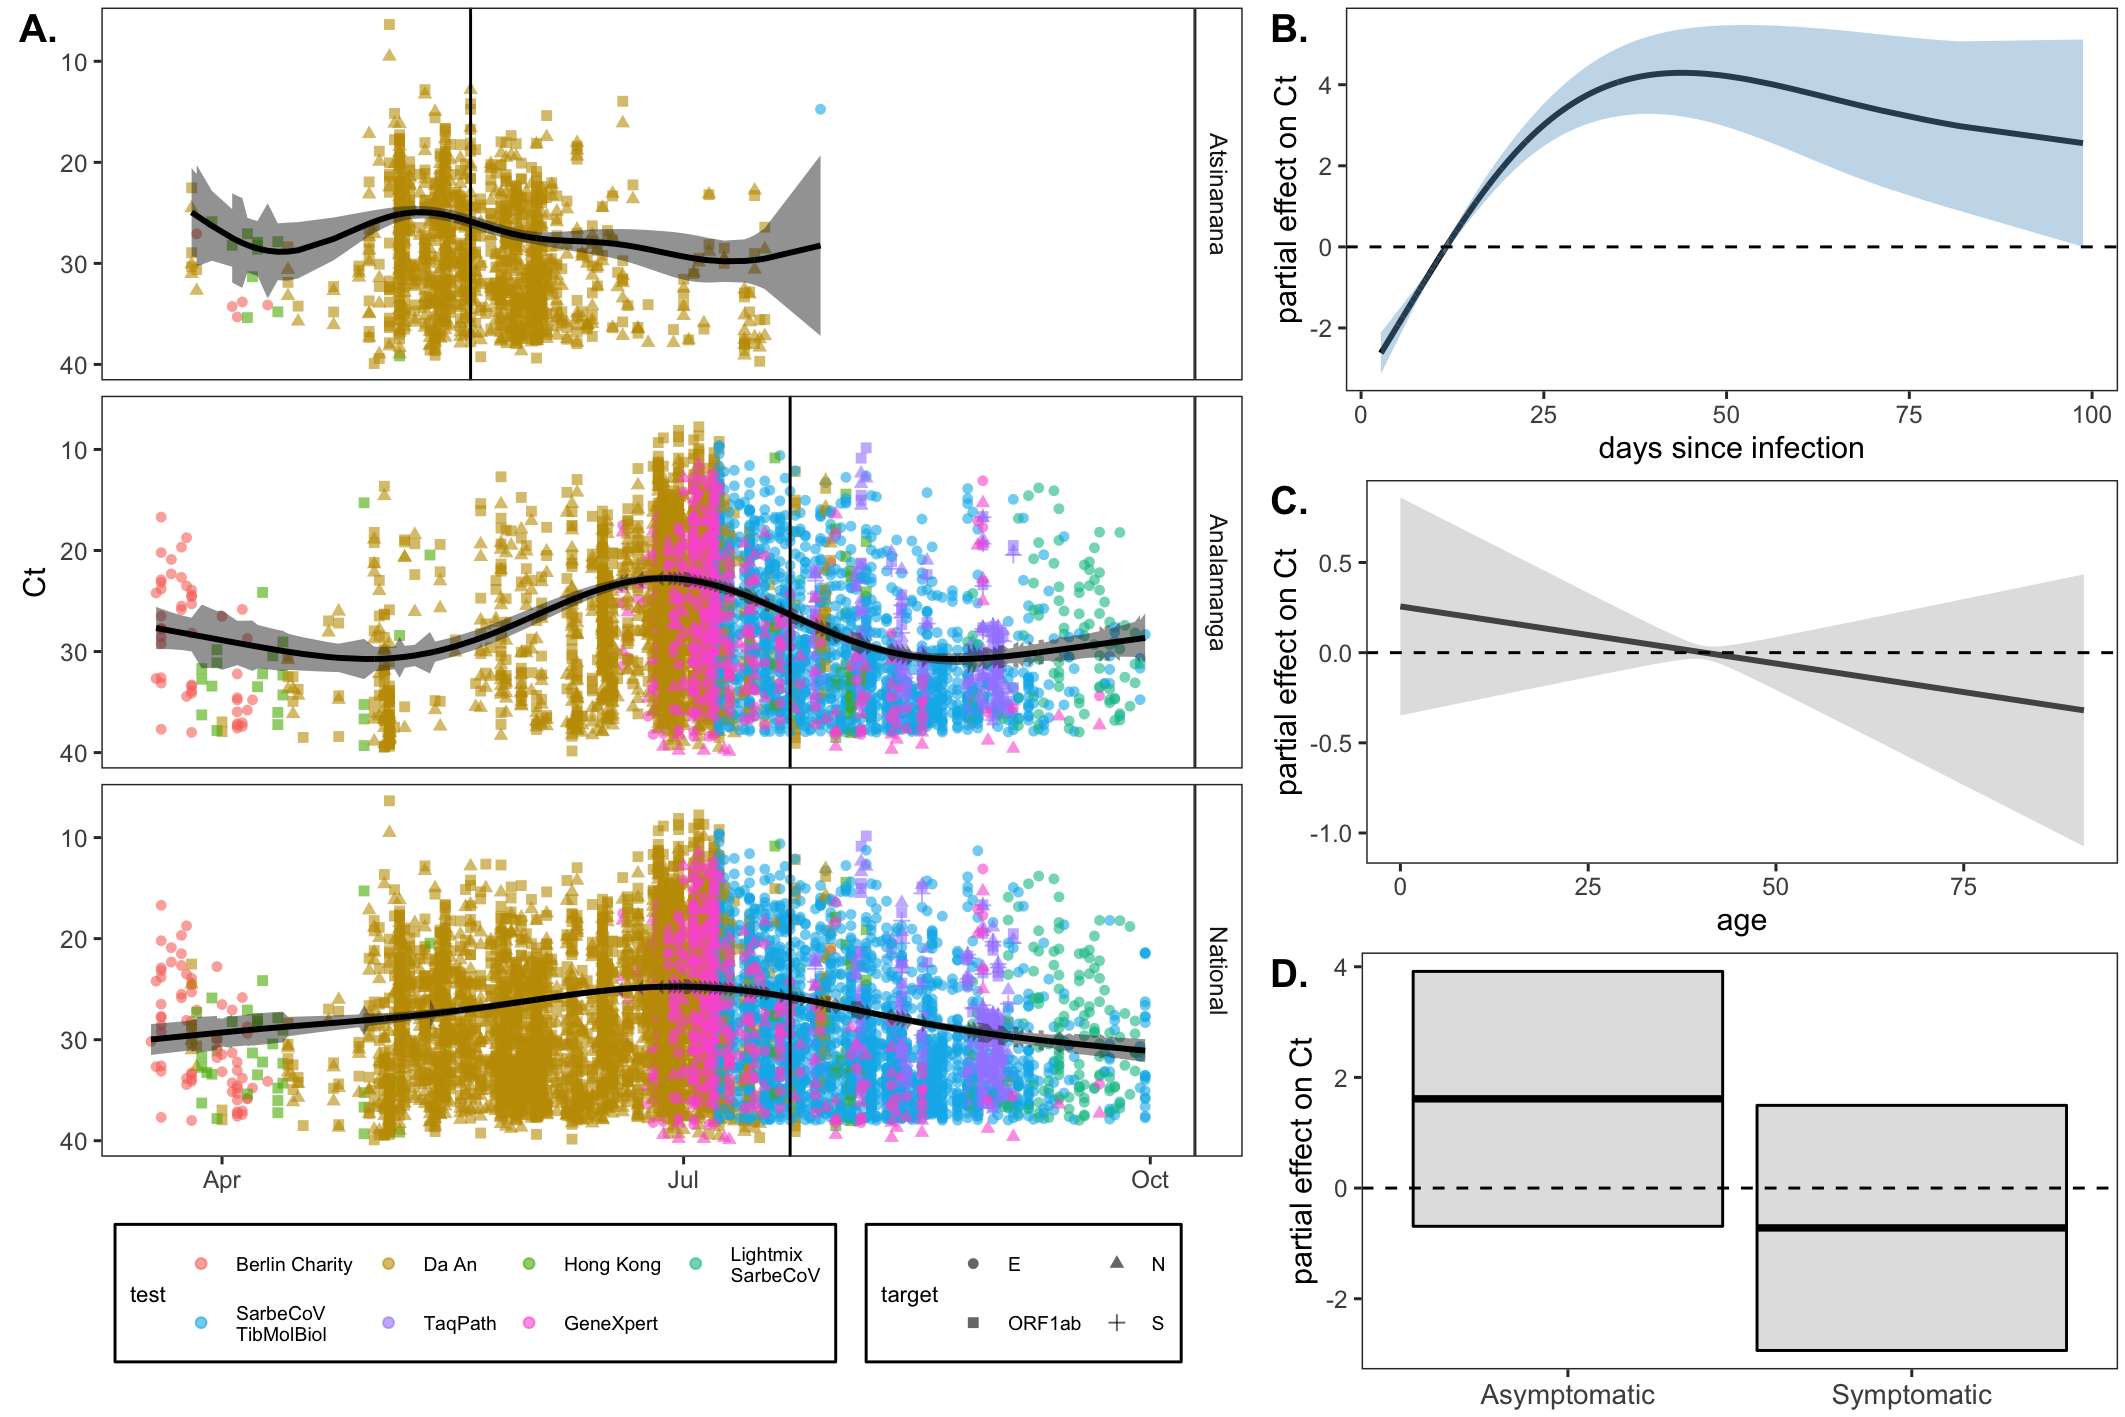 A.
Ct
10
20
30
40
Atsinanana
10
20
30
40
Analamanga
10
20
30
40
National
Apr
Jul
Oct
test
Berlin Charity
Da An
Hong Kong
Lightmix
SarbeCoV
SarbeCoV
TibMolBiol
TaqPath
GeneXpert
target
E
N
ORF1ab
S
B.
partial effect on Ct
4
2
0
-2
0
25
50
75
100
days since infection
C.
partial effect on Ct
0.5
0.0
-0.5
-1.0
0
25
50
75
age
D.
partial effect on Ct
4
2
0
-2
Asymptomatic
Symptomatic